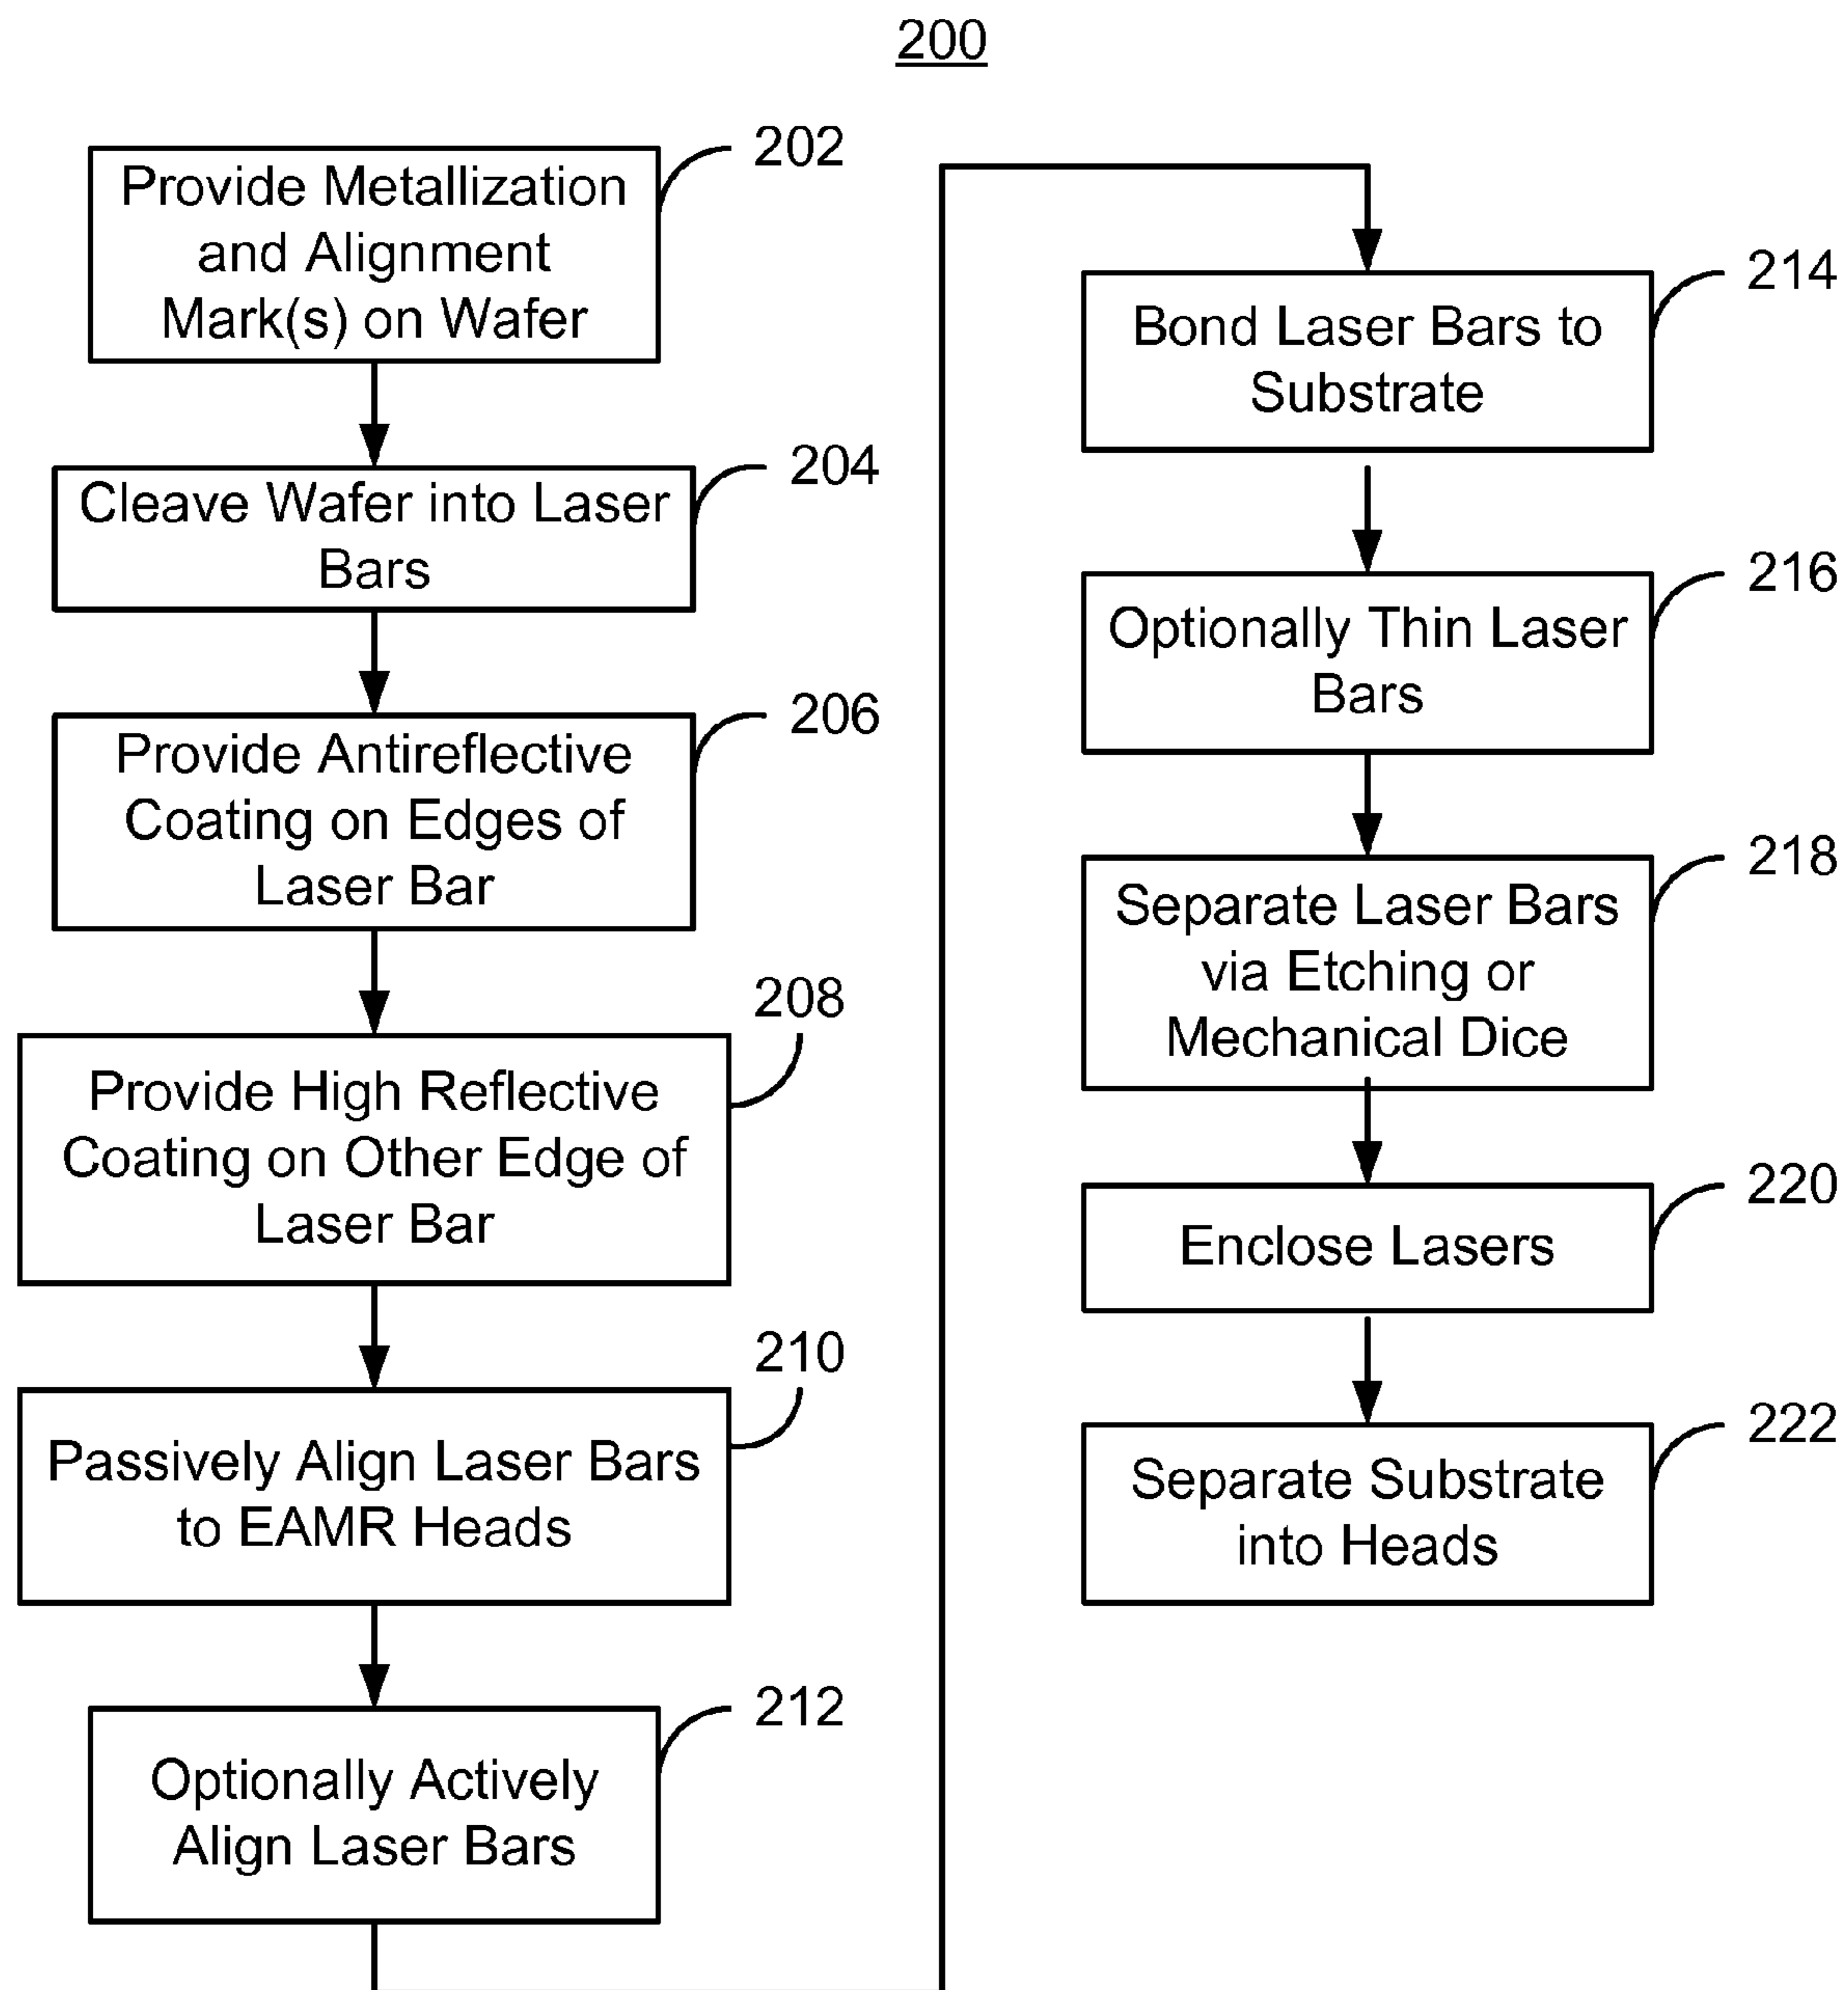 200
202
Provide Metallization
and Alignment
Mark(s) on Wafer
204
Cleave Wafer into Laser
Bars
206
Provide Antireflective
Coating on Edges of
Laser Bar
208
Provide High Reflective
Coating on Other Edge of
Laser Bar
210
Passively Align Laser Bars
to EAMR Heads
212
Optionally Actively
Align Laser Bars
214
Bond Laser Bars to
Substrate
216
Optionally Thin Laser
Bars
218
Separate Laser Bars
via Etching or
Mechanical Dice
220
Enclose Lasers
222
Separate Substrate
into Heads